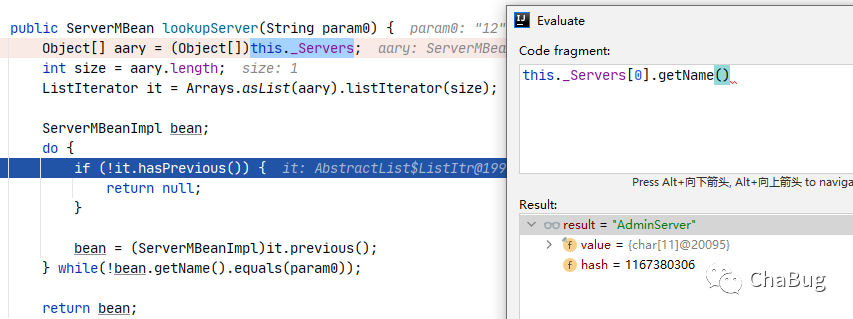 public ServerMBean lookupServer(String param0) {  param0: "12"
Object[] aary = (Object[])this._Servers;  aary: ServerMBea
int size = aary.length;  size: 1
ListIterator it = Arrays.asList(aary).listIterator(size);
ServerMBeanImpl bean;
do {
if (!it.hasPrevious()) {  it: AbstractList$ListItr@199
return null;
}
bean = (ServerMBeanImpl)it.previous();
} while(!bean.getName().equals(param0));
return bean;
Evaluate
Code fragment:
this._Servers[0].getName()
Press Alt+向下箭头, Alt+向上箭头 to naviga
Result:
result = "AdminServer"
value = {char[11]@20095}
hash = 1167380306
ChaBug